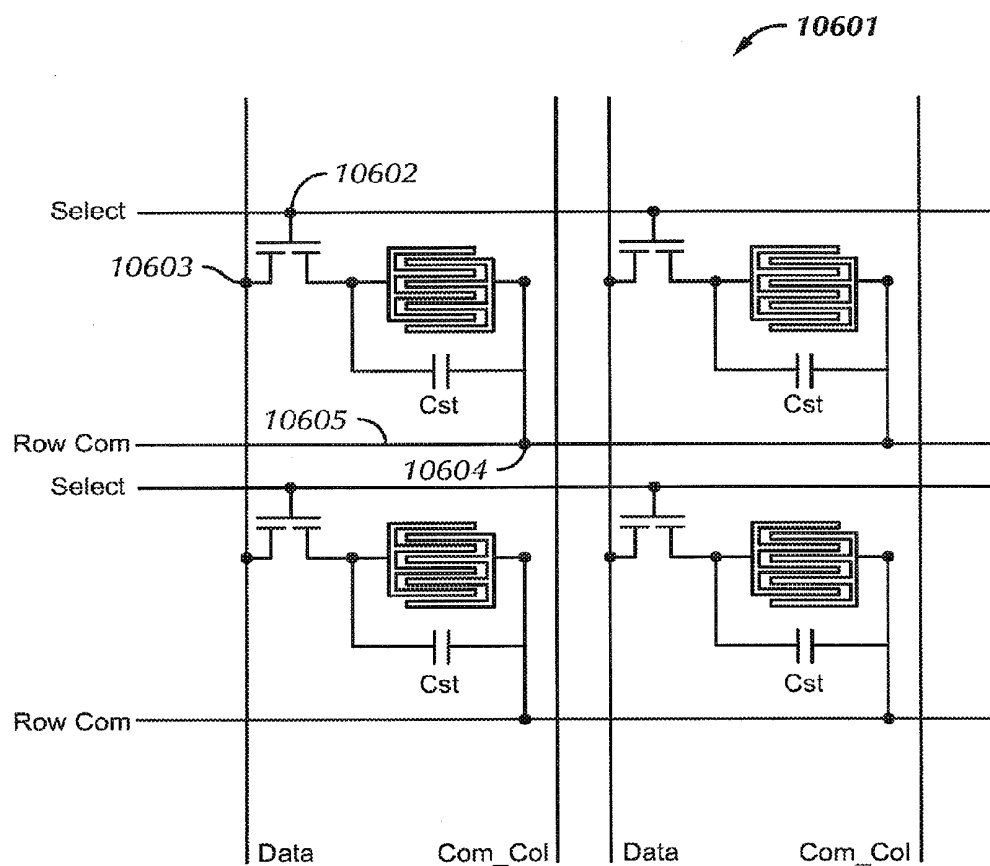 10601
10602
Select
10603
Cst
Cst
10605
Row Com
10604
Select
Cst
Cst
Row Com
Data
Com_Col
Data
Com_Col